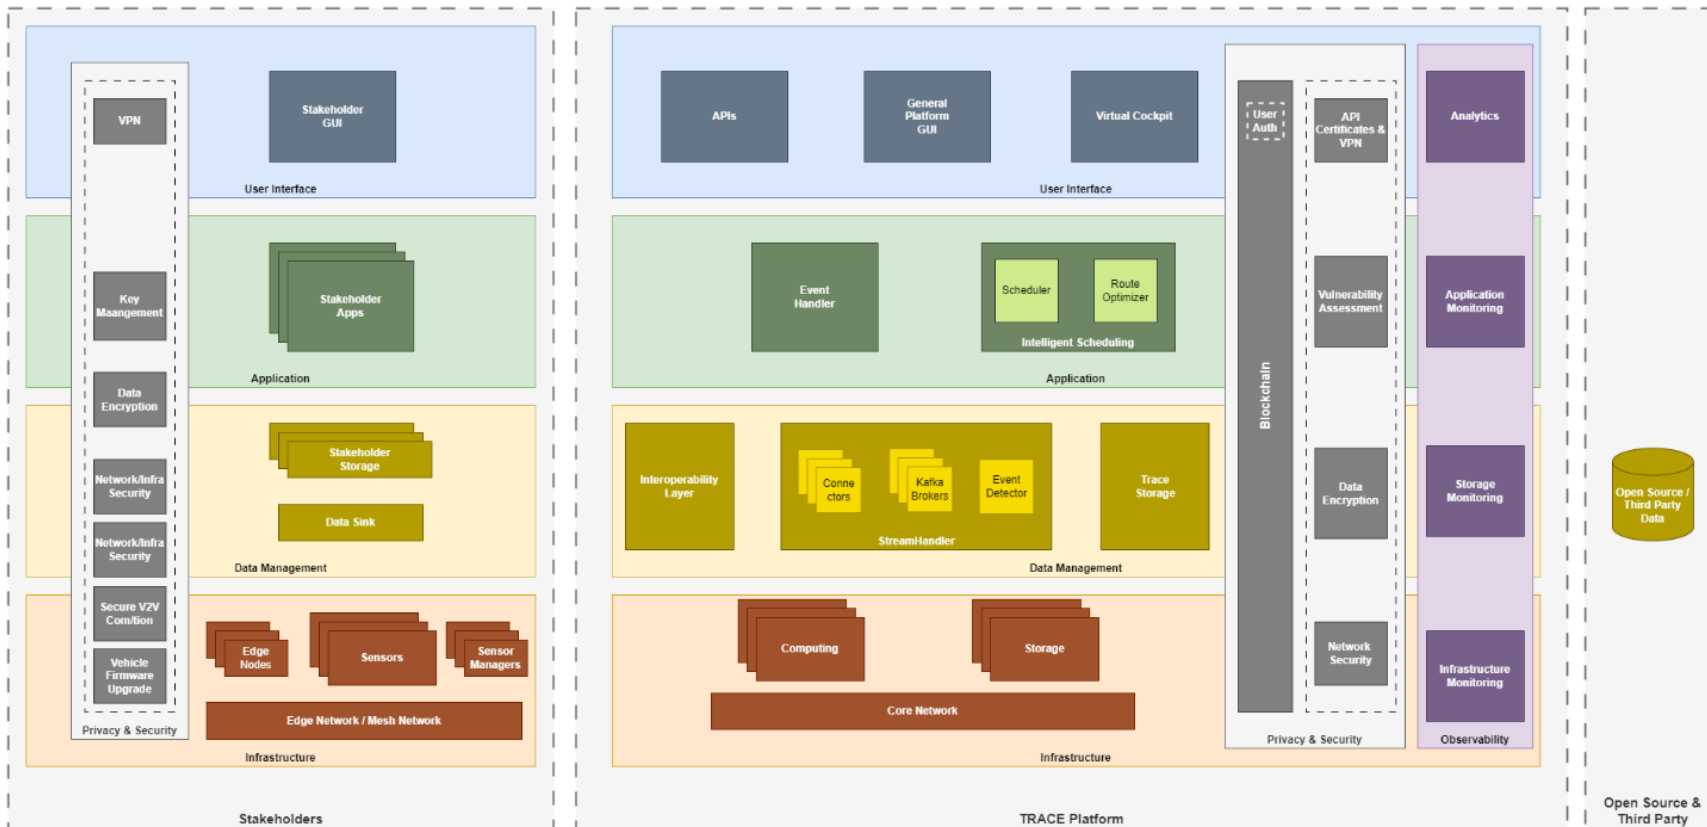 VPN
Stakeholder
GUI
User Interface
Key
Maangement
Stakeholder
Apps
Application
Data
Encryption
Stakeholder
Storage
Network/Infra
Security
Data Sink
Network/Infra
Security
Data Management
Secure V2V
Com/tion
Edge
Nodes
Sensors
Sensor
Managers
Vehicle
Firmware
Upgrade
Edge Network / Mesh Network
Privacy & Security
Infrastructure
Stakeholders
APIs
General
Platform
GUI
Virtual Cockpit
User
Auth
API
Certificates &
VPN
Analytics
User Interface
Event
Handler
Scheduler
Route
Optimizer
Intelligent Scheduling
Vulnerability
Assessment
Application
Monitoring
Application
Blockchain
Interoperability
Layer
Conne
ctors
Kafka
Brokers
Event
Detector
StreamHandler
Trace
Storage
Data
Encryption
Storage
Monitoring
Data Management
Computing
Storage
Core Network
Network
Security
Infrastructure
Monitoring
Privacy & Security
Observability
Infrastructure
TRACE Platform
Open Source /
Third Party
Data
Open Source &
Third Party